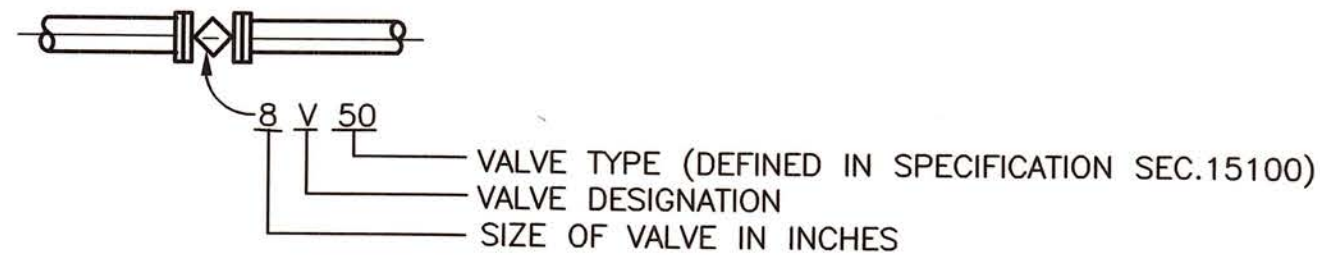 8 V 50
VALVE TYPE (DEFINED IN SPECIFICATION SEC.15100)
VALVE DESIGNATION
SIZE OF VALVE IN INCHES